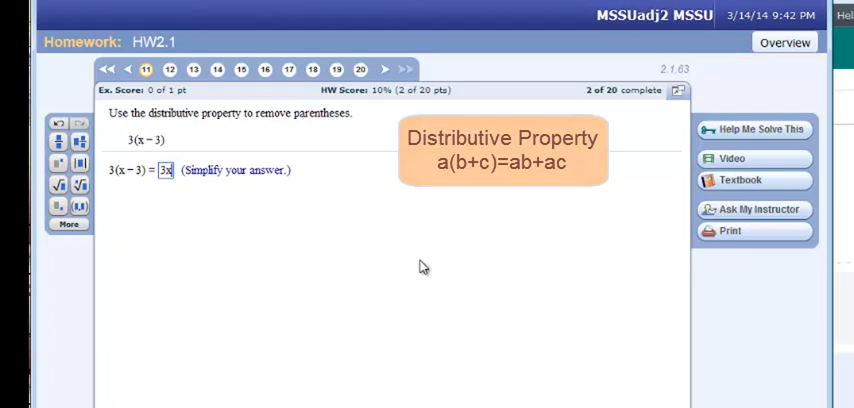 MSSUadj2 MSSU 3/14/14 9:42 PM Hel
Homework: HW2.1 Overview
11 12 13 14 15 16 17 18 19 20 2.1.63
Ex. Score: 0 of 1 pt HW Score: 10% (2 of 20 pts) 2 of 20 complete
Use the distributive property to remove parentheses.
3(x − 3)
3(x − 3) = 3x (Simplify your answer.)
Distributive Property
a(b+c)=ab+ac
More
Help Me Solve This
Video
Textbook
Ask My Instructor
Print